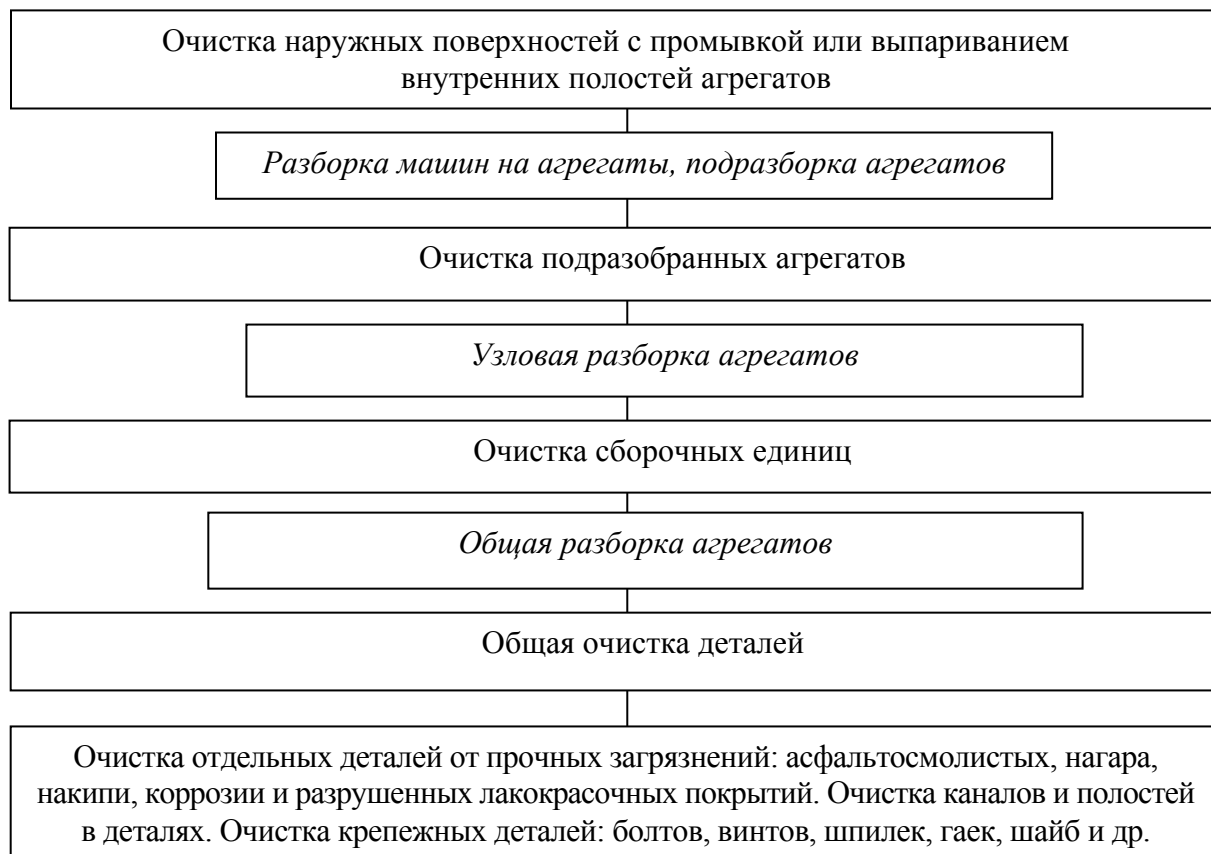 Очистка наружных поверхностей с промывкой или выпариванием
внутренних полостей агрегатов
Разборка машин на агрегаты, подразборка агрегатов
Очистка подразобранных агрегатов
Узловая разборка агрегатов
Очистка сборочных единиц
Общая разборка агрегатов
Общая очистка деталей
Очистка отдельных деталей от прочных загрязнений: асфальтосмолистых, нагара,
накипи, коррозии и разрушенных лакокрасочных покрытий. Очистка каналов и полостей
в деталях. Очистка крепежных деталей: болтов, винтов, шпилек, гаек, шайб и др.